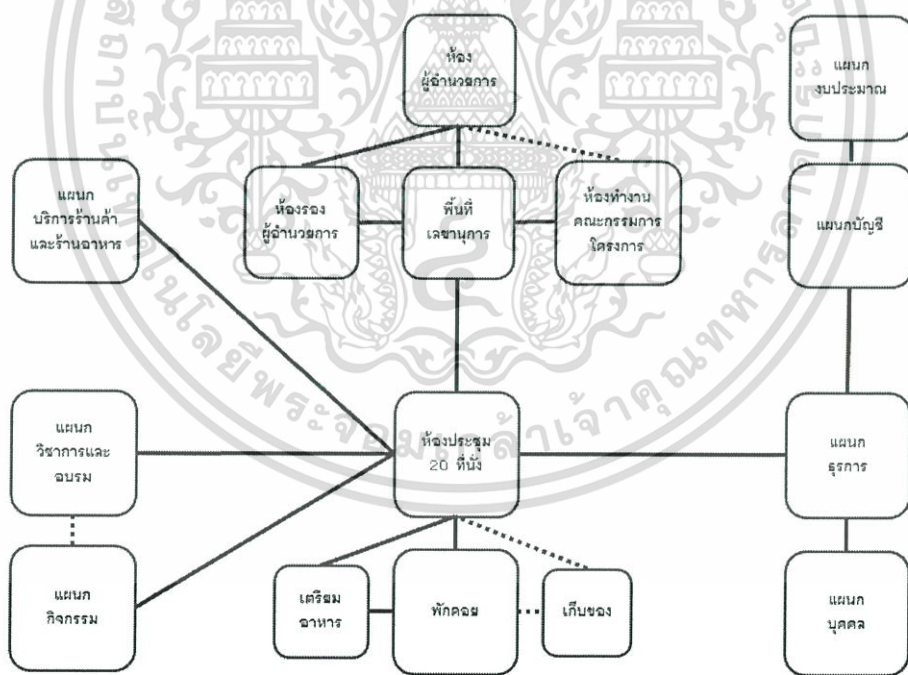 ห้อง
ผู้อำนวยการ
แผนก
งบประมาณ
แผนก
บริการร้านค้า
และร้านอาหาร
ห้องรอง
ผู้อำนวยการ
พื้นที่
เลขานุการ
ห้องทำงาน
คณะกรรมการ
โครงการ
แผนกบัญชี
แผนก
วิชาการและ
อบรม
ห้องประชุม
20 ที่นั่ง
แผนก
ธุรการ
แผนก
กิจกรรม
เตรียม
อาหาร
พักคอย
เก็บของ
แผนก
บุคคล